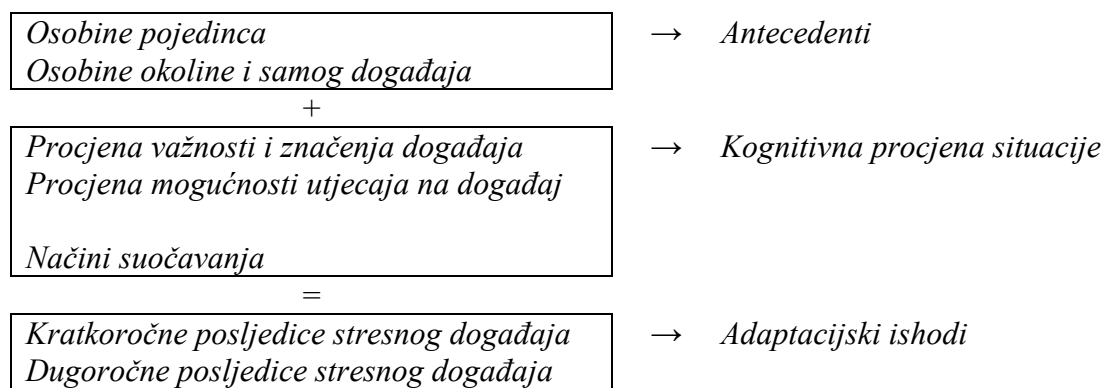 Osobine pojedinca → Antecedenti
Osobine okoline i samog događaja
+
Procjena važnosti i značenja događaja → Kognitivna procjena situacije
Procjena mogućnosti utjecaja na događaj
Načini suočavanja
=
Kratkoročne posljedice stresnog događaja → Adaptacijski ishodi
Dugoročne posljedice stresnog događaja